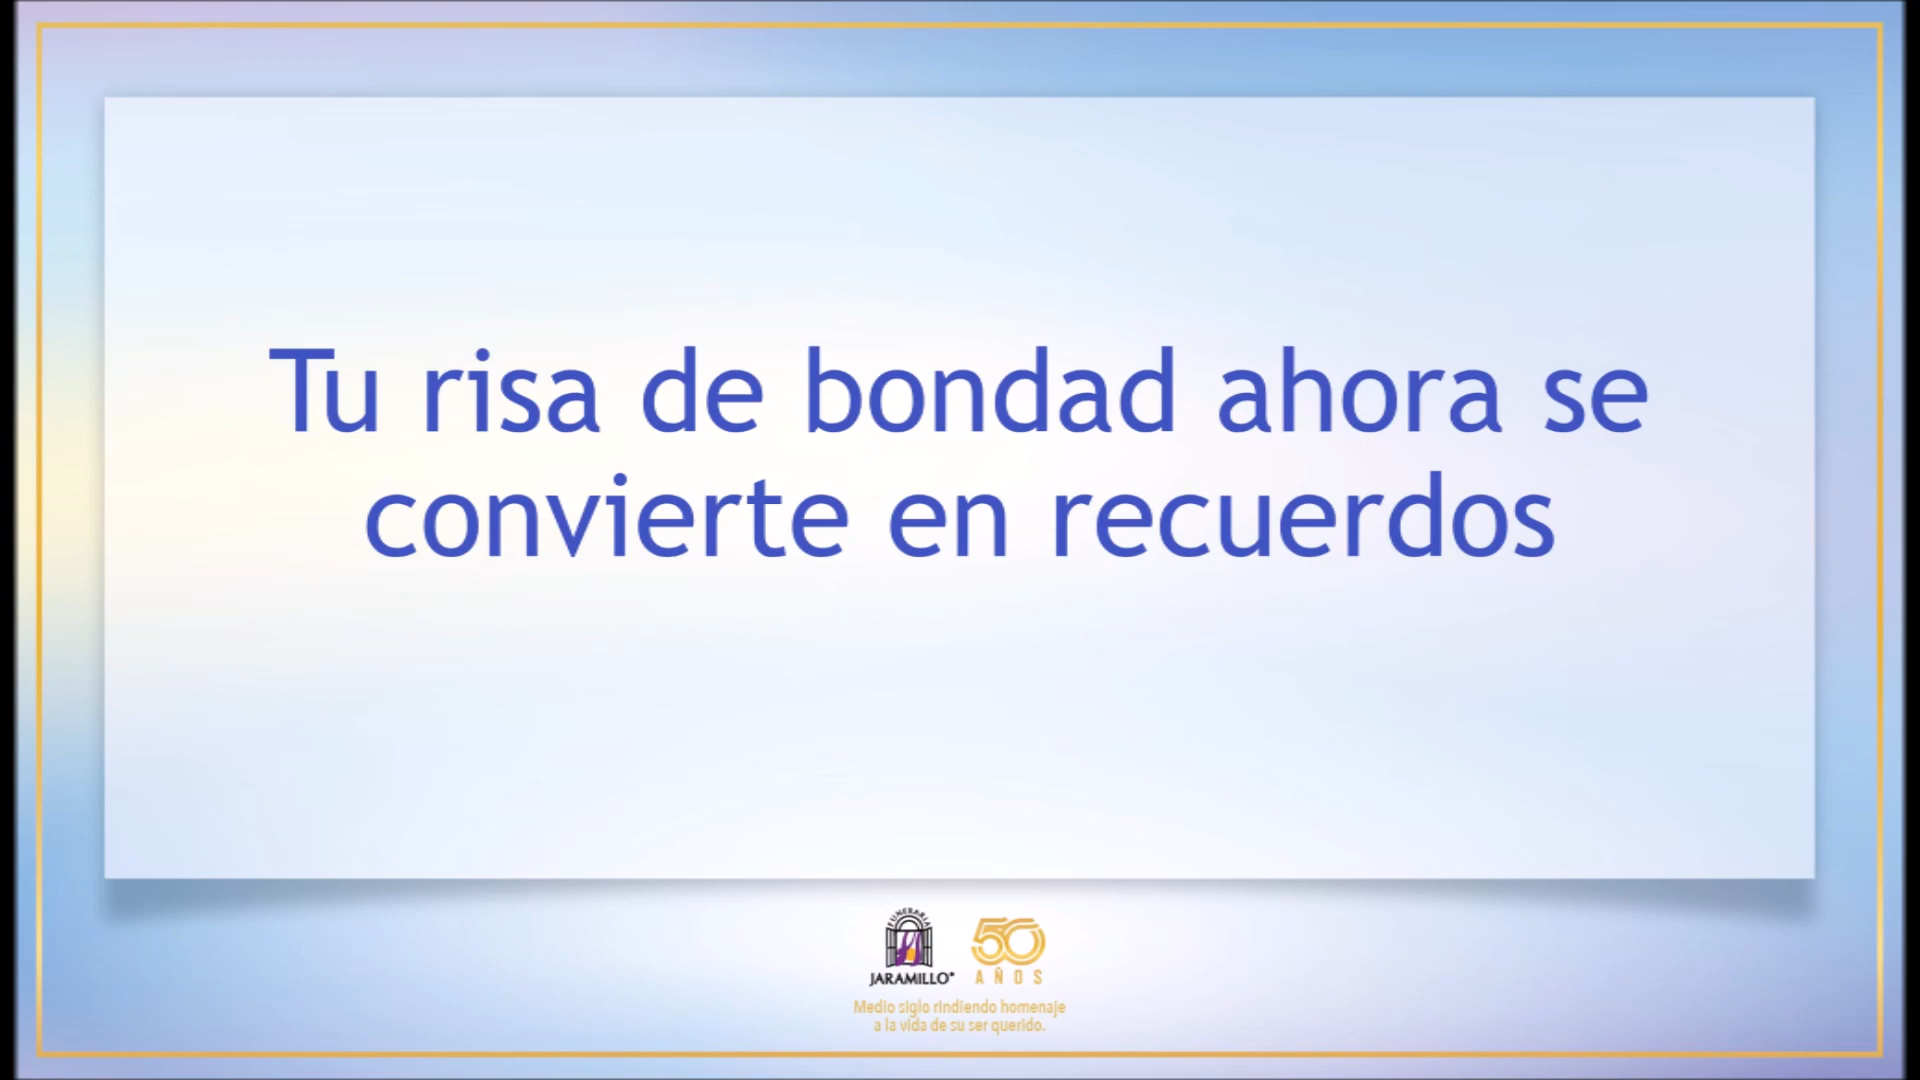 Tu risa de bondad ahora se
convierte en recuerdos
FUNERARIA
JARAMILLO®
50
AÑOS
Medio siglo rindiendo homenaje
a la vida de su ser querido.